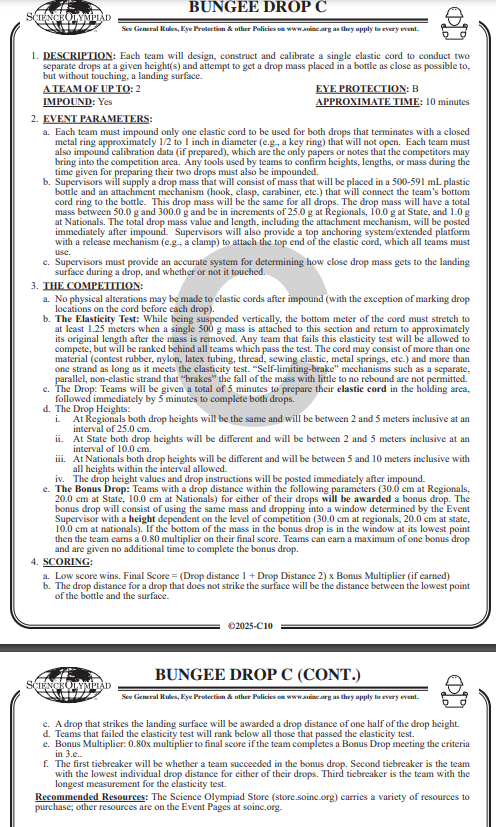 BUNGEE DROP C
SCIENCE OLYMPIAD
See General Rules, Eye Protection & other Policies on www.soinc.org as they apply to every event.
1. DESCRIPTION: Each team will design, construct and calibrate a single elastic cord to conduct two
separate drops at a given height(s) and attempt to get a drop mass placed in a bottle as close as possible to,
but without touching, a landing surface.
A TEAM OF UP TO: 2 EYE PROTECTION: B
IMPOUND: Yes APPROXIMATE TIME: 10 minutes
2. EVENT PARAMETERS:
a. Each team must impound only one elastic cord to be used for both drops that terminates with a closed
metal ring approximately 1/2 to 1 inch in diameter (e.g., a key ring) that will not open. Each team must
also impound calibration data (if prepared), which are the only papers or notes that the competitors may
bring into the competition area. Any tools used by teams to confirm heights, lengths, or mass during the
time given for preparing their two drops must also be impounded.
b. Supervisors will supply a drop mass that will consist of mass that will be placed in a 500-591 mL plastic
bottle and an attachment mechanism (hook, clasp, carabiner, etc.) that will connect the team's bottom
cord ring to the bottle. This drop mass will be the same for all drops. The drop mass will have a total
mass between 50.0 g and 300.0 g and be in increments of 25.0 g at Regionals, 10.0 g at State, and 1.0 g
at Nationals. The total drop mass value and length, including the attachment mechanism, will be posted
immediately after impound. Supervisors will also provide a top anchoring system/extended platform
with a release mechanism (e.g., a clamp) to attach the top end of the elastic cord, which all teams must
use.
c. Supervisors must provide an accurate system for determining how close drop mass gets to the landing
surface during a drop, and whether or not it touched.
3. THE COMPETITION:
a. No physical alterations may be made to elastic cords after impound (with the exception of marking drop
locations on the cord before each drop).
b. The Elasticity Test: While being suspended vertically, the bottom meter of the cord must stretch to
at least 1.25 meters when a single 500 g mass is attached to this section and return to approximately
its original length after the mass is removed. Any team that fails this elasticity test will be allowed to
compete, but will be ranked behind all teams which pass the test. The cord may consist of more than one
material (contest rubber, nylon, latex tubing, thread, sewing elastic, metal springs, etc.) and more than
one strand as long as it meets the elasticity test. "Self-limiting-brake" mechanisms such as a separate,
parallel, non-elastic strand that "brakes" the fall of the mass with little to no rebound are not permitted.
c. The Drop: Teams will be given a total of 5 minutes to prepare their elastic cord in the holding area,
followed immediately by 5 minutes to complete both drops.
d. The Drop Heights:
i. At Regionals both drop heights will be the same and will be between 2 and 5 meters inclusive at an
interval of 25.0 cm.
ii. At State both drop heights will be different and will be between 2 and 5 meters inclusive at an
interval of 10.0 cm.
iii. At Nationals both drop heights will be different and will be between 5 and 10 meters inclusive with
all heights within the interval allowed.
iv. The drop height values and drop instructions will be posted immediately after impound.
e. The Bonus Drop: Teams with a drop distance within the following parameters (30.0 cm at Regionals,
20.0 cm at State, 10.0 cm at Nationals) for either of their drops will be awarded a bonus drop. The
bonus drop will consist of using the same mass and dropping into a window determined by the Event
Supervisor with a height dependent on the level of competition (30.0 cm at regionals, 20.0 cm at state,
10.0 cm at nationals). If the bottom of the mass in the bonus drop is in the window at its lowest point
then the team earns a 0.80 multiplier on their final score. Teams can earn a maximum of one bonus drop
and are given no additional time to complete the bonus drop.
4. SCORING:
a. Low score wins. Final Score = (Drop distance 1 + Drop Distance 2) x Bonus Multiplier (if earned)
b. The drop distance for a drop that does not strike the surface will be the distance between the lowest point
of the bottle and the surface.
©2025-C10
BUNGEE DROP C (CONT.)
SCIENCE OLYMPIAD
See General Rules, Eye Protection & other Policies on www.soinc.org as they apply to every event.
c. A drop that strikes the landing surface will be awarded a drop distance of one half of the drop height.
d. Teams that failed the elasticity test will rank below all those that passed the elasticity test.
e. Bonus Multiplier: 0.80x multiplier to final score if the team completes a Bonus Drop meeting the criteria
in 3.e..
f. The first tiebreaker will be whether a team succeeded in the bonus drop. Second tiebreaker is the team
with the lowest individual drop distance for either of their drops. Third tiebreaker is the team with the
longest measurement for the elasticity test.
Recommended Resources: The Science Olympiad Store (store.soinc.org) carries a variety of resources to
purchase; other resources are on the Event Pages at soinc.org.